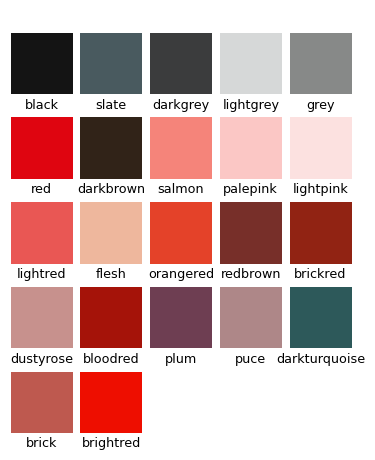 black slate darkgrey lightgrey grey
red darkbrown salmon palepink lightpink
lightred flesh orangered redbrown brickred
dustyrose bloodred plum puce darkturquoise
brick brightred